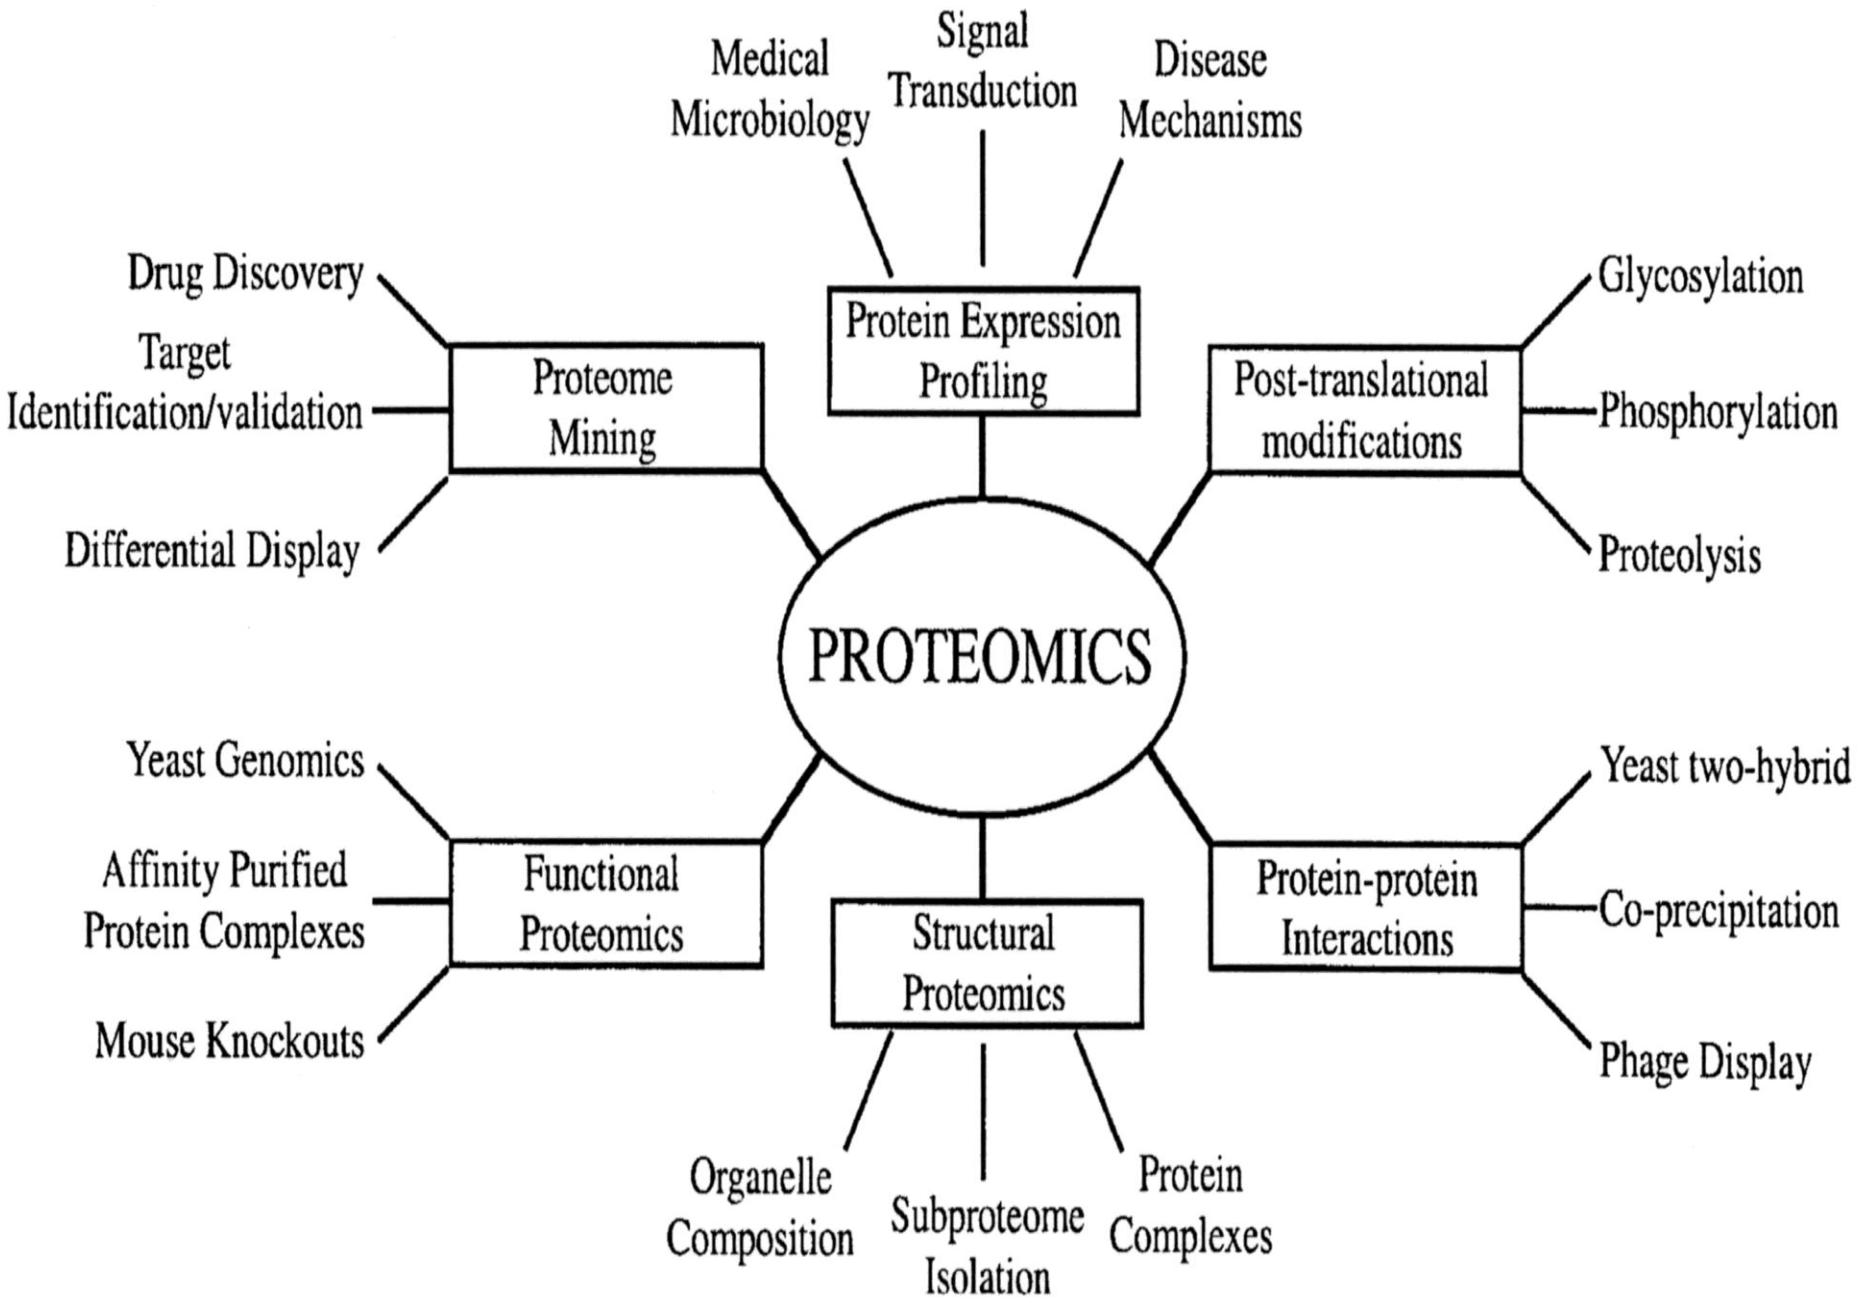 Signal
Transduction
Medical
Microbiology
Disease
Mechanisms
Drug Discovery
Target
Identification/validation
Differential Display
Proteome
Mining
Protein Expression
Profiling
Post-translational
modifications
Glycosylation
Phosphorylation
Proteolysis
PROTEOMICS
Yeast Genomics
Affinity Purified
Protein Complexes
Mouse Knockouts
Functional
Proteomics
Structural
Proteomics
Protein-protein
Interactions
Yeast two-hybrid
Co-precipitation
Phage Display
Organelle
Composition
Subproteome
Isolation
Protein
Complexes